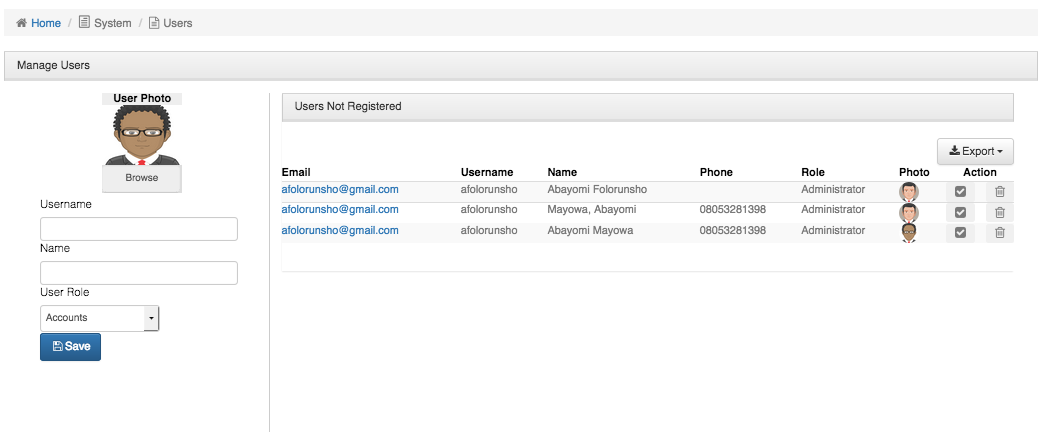 Home / System / Users
Manage Users
User Photo
Browse
Username
Name
User Role
Accounts
Save
Users Not Registered
Export
Email Username Name Phone Role Photo Action
afolorunsho@gmail.com afolorunsho Abayomi Folorunsho Administrator
afolorunsho@gmail.com afolorunsho Mayowa, Abayomi 08053281398 Administrator
afolorunsho@gmail.com afolorunsho Abayomi Mayowa 08053281398 Administrator